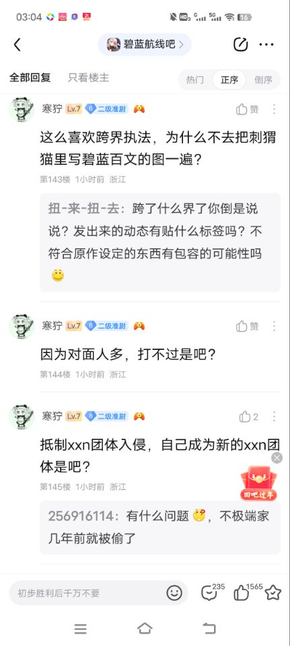 03:04
86
碧蓝航线吧
全部回复 只看楼主 热门 正序 倒序
寒狞 Lv.7 二级准尉 赞
这么喜欢跨界执法，为什么不去把刺猬
猫里写碧蓝百文的图一遍？
第143楼 1小时前 浙江
扭-来-扭-去：跨了什么界了你倒是说
说？发出来的动态有贴什么标签吗？不
符合原作设定的东西有包容的可能性吗
寒狞 Lv.7 二级准尉 赞
因为对面人多，打不过是吧？
第144楼 1小时前 浙江
寒狞 Lv.7 二级准尉 2
抵制xxn团体入侵，自己成为新的xxn团
体是吧？
第145楼 1小时前 浙江
回吧过年
256916114：有什么问题，不极端家
几年前就被偷了
初步胜利后千万不要 235 1565